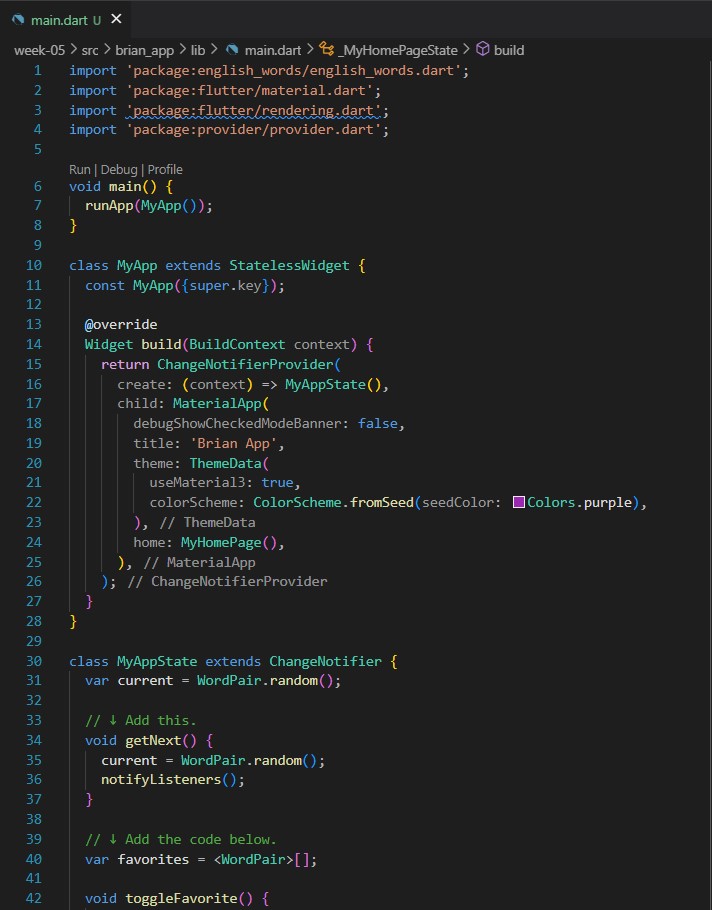 main.dart U ×
week-05 > src > brian_app > lib > main.dart > _MyHomePageState > build
1 import 'package:english_words/english_words.dart';
2 import 'package:flutter/material.dart';
3 import 'package:flutter/rendering.dart';
4 import 'package:provider/provider.dart';
5
Run | Debug | Profile
6 void main() {
7   runApp(MyApp());
8 }
9
10 class MyApp extends StatelessWidget {
11   const MyApp({super.key});
12
13   @override
14   Widget build(BuildContext context) {
15     return ChangeNotifierProvider(
16       create: (context) => MyAppState(),
17       child: MaterialApp(
18         debugShowCheckedModeBanner: false,
19         title: 'Brian App',
20         theme: ThemeData(
21           useMaterial3: true,
22           colorScheme: ColorScheme.fromSeed(seedColor: Colors.purple),
23         ), // ThemeData
24         home: MyHomePage(),
25       ), // MaterialApp
26     ); // ChangeNotifierProvider
27   }
28 }
29
30 class MyAppState extends ChangeNotifier {
31   var current = WordPair.random();
32
33   // ↓ Add this.
34   void getNext() {
35     current = WordPair.random();
36     notifyListeners();
37   }
38
39   // ↓ Add the code below.
40   var favorites = <WordPair>[];
41
42   void toggleFavorite() {